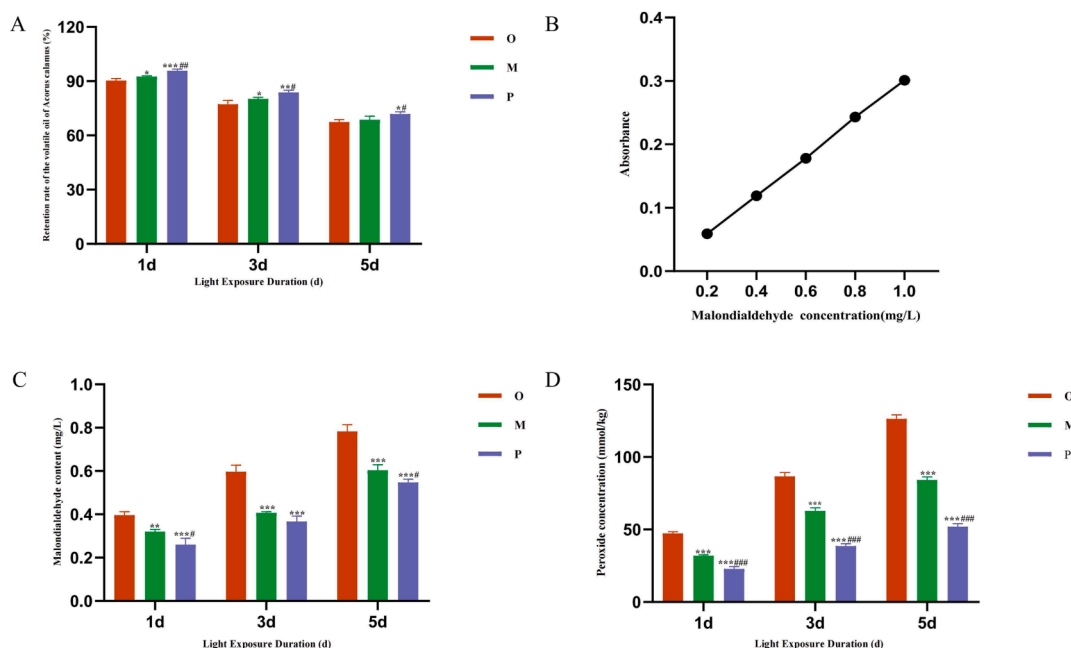 A
Retention rate of the volatile oil of Acorus calamus (%)
120
90
60
30
0
* ***## * **# *#
1d 3d 5d
Light Exposure Duration (d)
O
M
P
B
Absorbance
0.4
0.3
0.2
0.1
0.0
0.2 0.4 0.6 0.8 1.0
Malondialdehyde concentration(mg/L)
C
Malondialdehyde content (mg/L)
1.0
0.8
0.6
0.4
0.2
0.0
** ***# *** *** *** ***#
1d 3d 5d
Light Exposure Duration (d)
O
M
P
D
Peroxide concentration (mmol/kg)
150
100
50
0
*** ***### *** ***### *** ***###
1d 3d 5d
Light Exposure Duration (d)
O
M
P